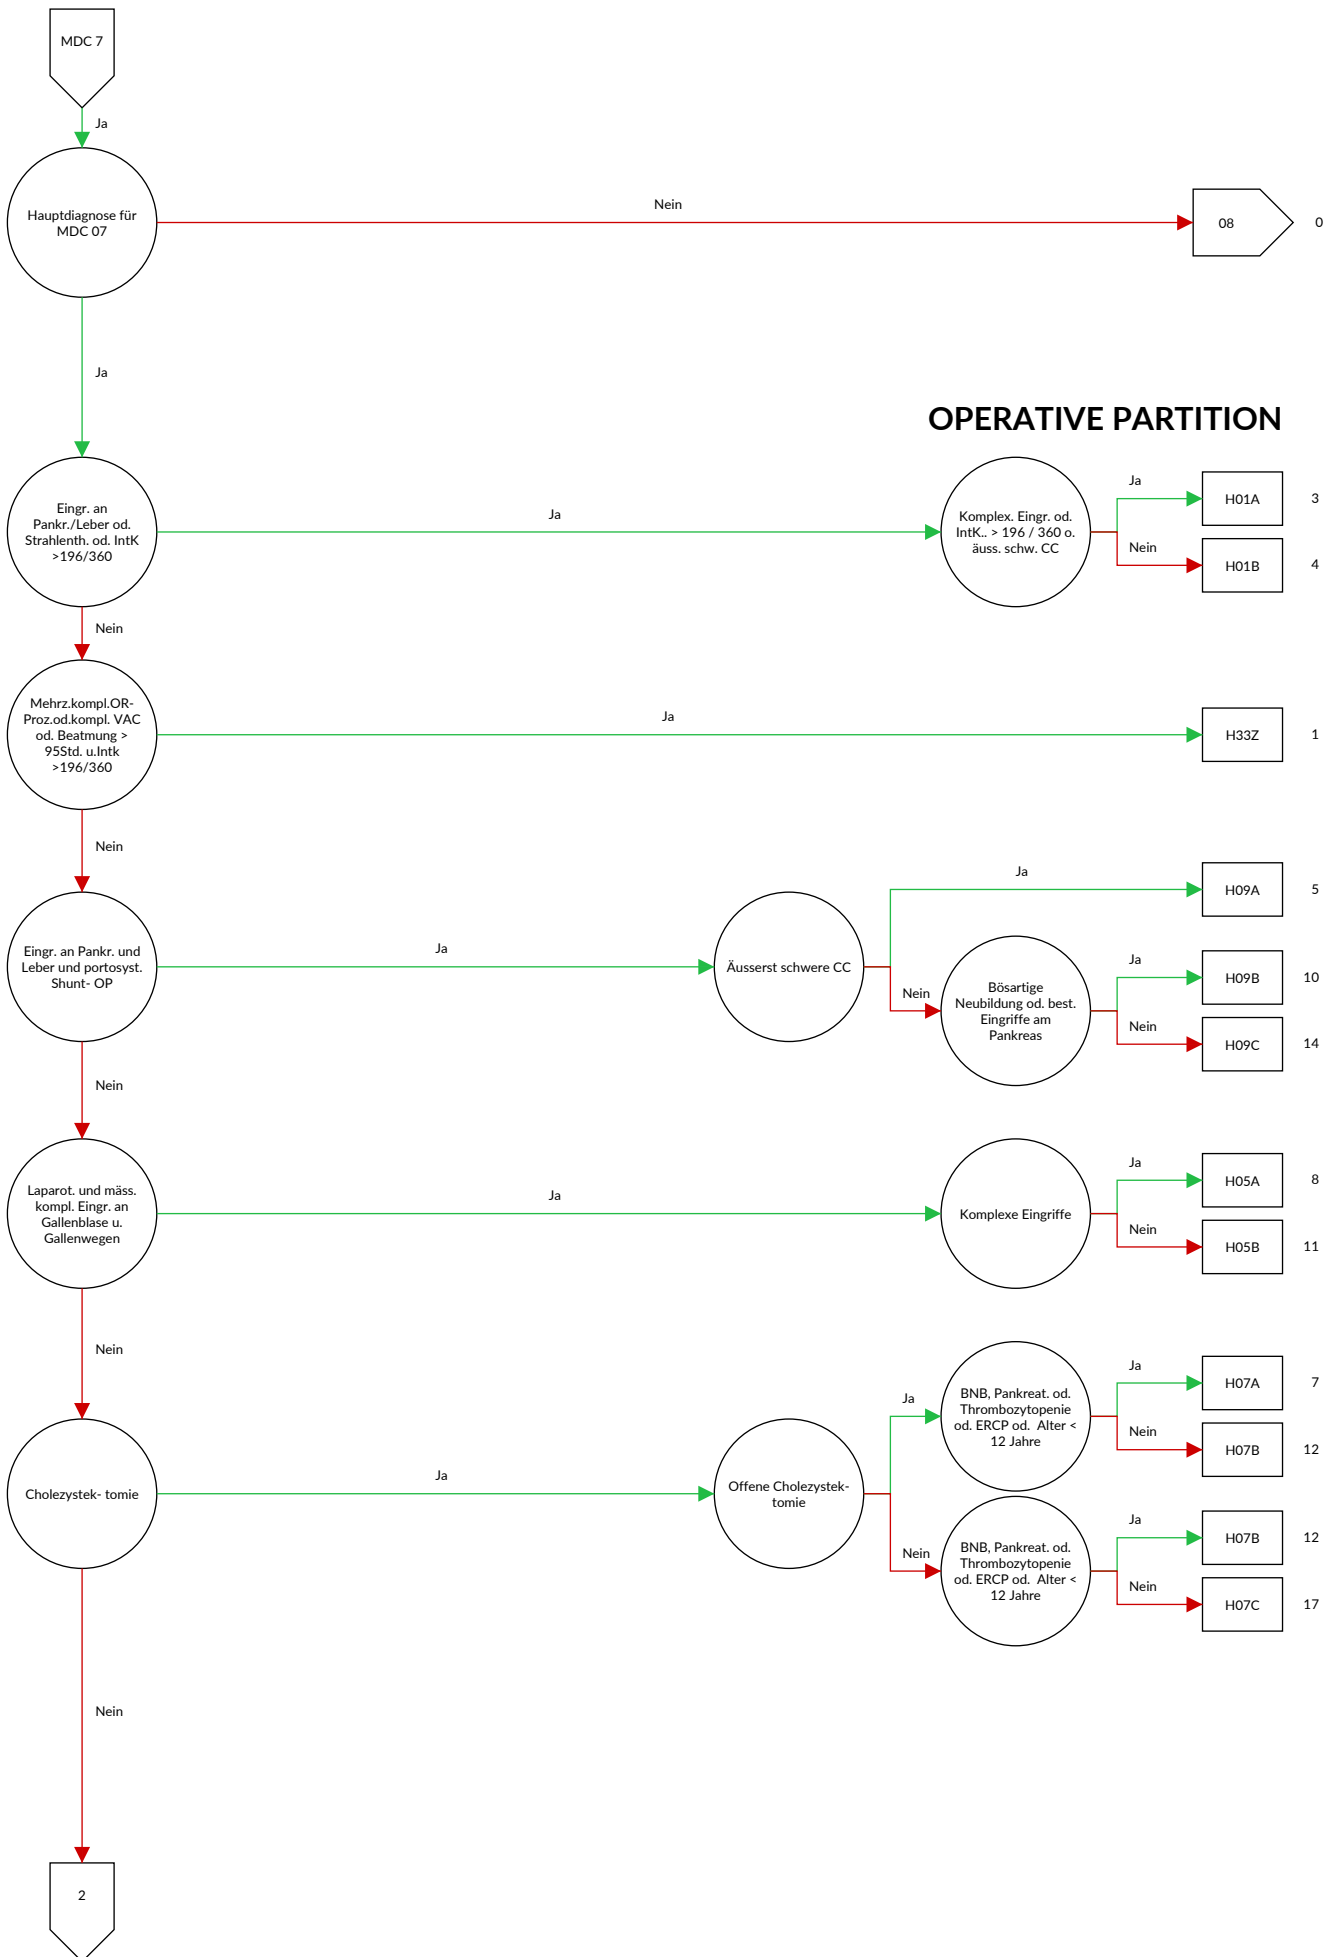 MDC 7
Ja
Hauptdiagnose für
MDC 07
Nein
08
0
Ja
OPERATIVE PARTITION
Eingr. an
Pankr./Leber od.
Strahlenth. od. IntK
>196/360
Ja
Komplex. Eingr. od.
IntK.. > 196 / 360 o.
äuss. schw. CC
Ja
H01A
3
Nein
H01B
4
Nein
Mehrz.kompl.OR-
Proz.od.kompl. VAC
od. Beatmung >
95Std. u.Intk
>196/360
Ja
H33Z
1
Nein
Eingr. an Pankr. und
Leber und portosyst.
Shunt- OP
Ja
Äusserst schwere CC
Ja
H09A
5
Nein
Bösartige
Neubildung od. best.
Eingriffe am
Pankreas
Ja
H09B
10
Nein
H09C
14
Nein
Laparot. und mäss.
kompl. Eingr. an
Gallenblase u.
Gallenwegen
Ja
Komplexe Eingriffe
Ja
H05A
8
Nein
H05B
11
Nein
Cholezystek- tomie
Ja
Offene Cholezystek-
tomie
Ja
BNB, Pankreat. od.
Thrombozytopenie
od. ERCP od.  Alter <
12 Jahre
Ja
H07A
7
Nein
H07B
12
Nein
BNB, Pankreat. od.
Thrombozytopenie
od. ERCP od.  Alter <
12 Jahre
Ja
H07B
12
Nein
H07C
17
Nein
2